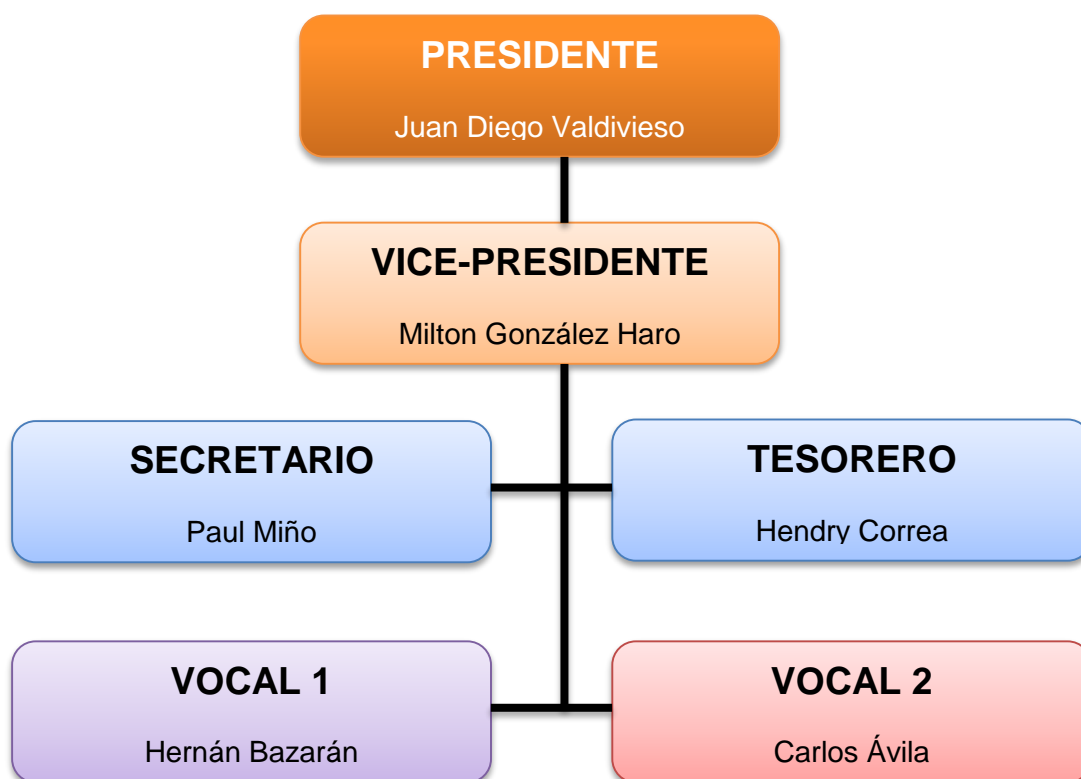 PRESIDENTE
Juan Diego Valdivieso
VICE-PRESIDENTE
Milton González Haro
SECRETARIO
Paul Miño
TESORERO
Hendry Correa
VOCAL 1
Hernán Bazarán
VOCAL 2
Carlos Ávila